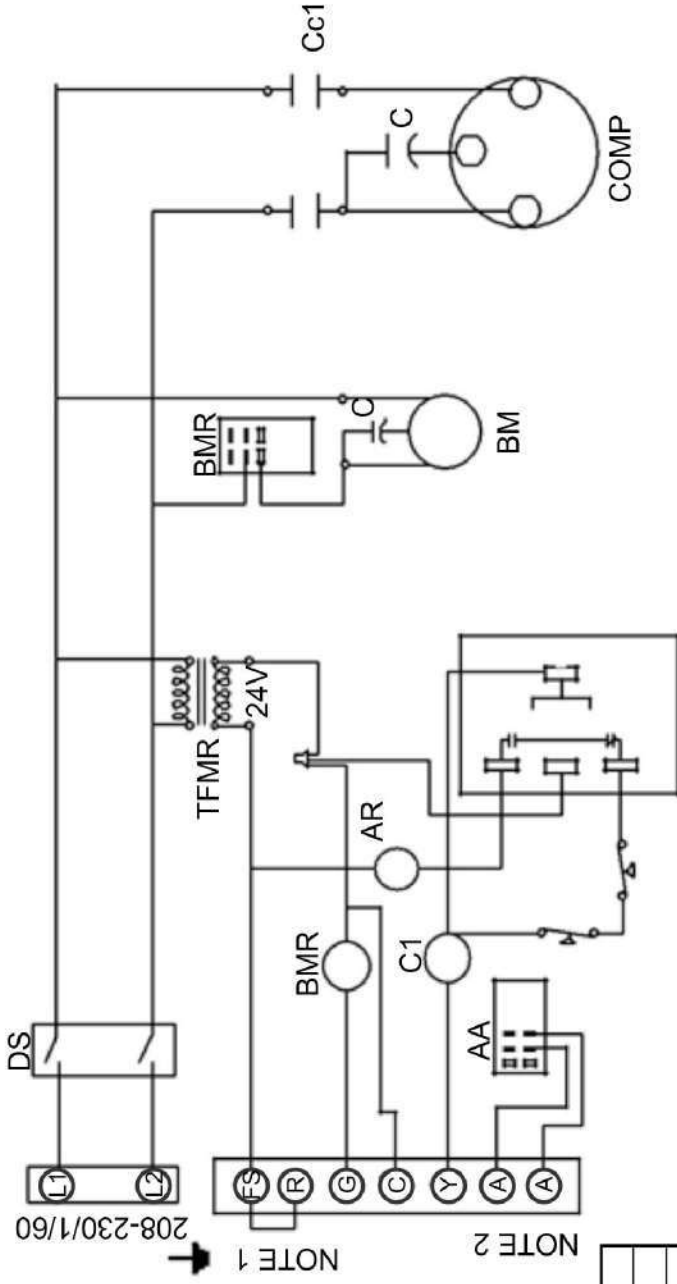 Cc1
C
COMP
BMR
C
BM
TFMR
24V
AR
BMR
C1
AA
DS
L1
L2
208-230/1/60
FS
R
G
C
Y
A
A
NOTE 1
NOTE 2